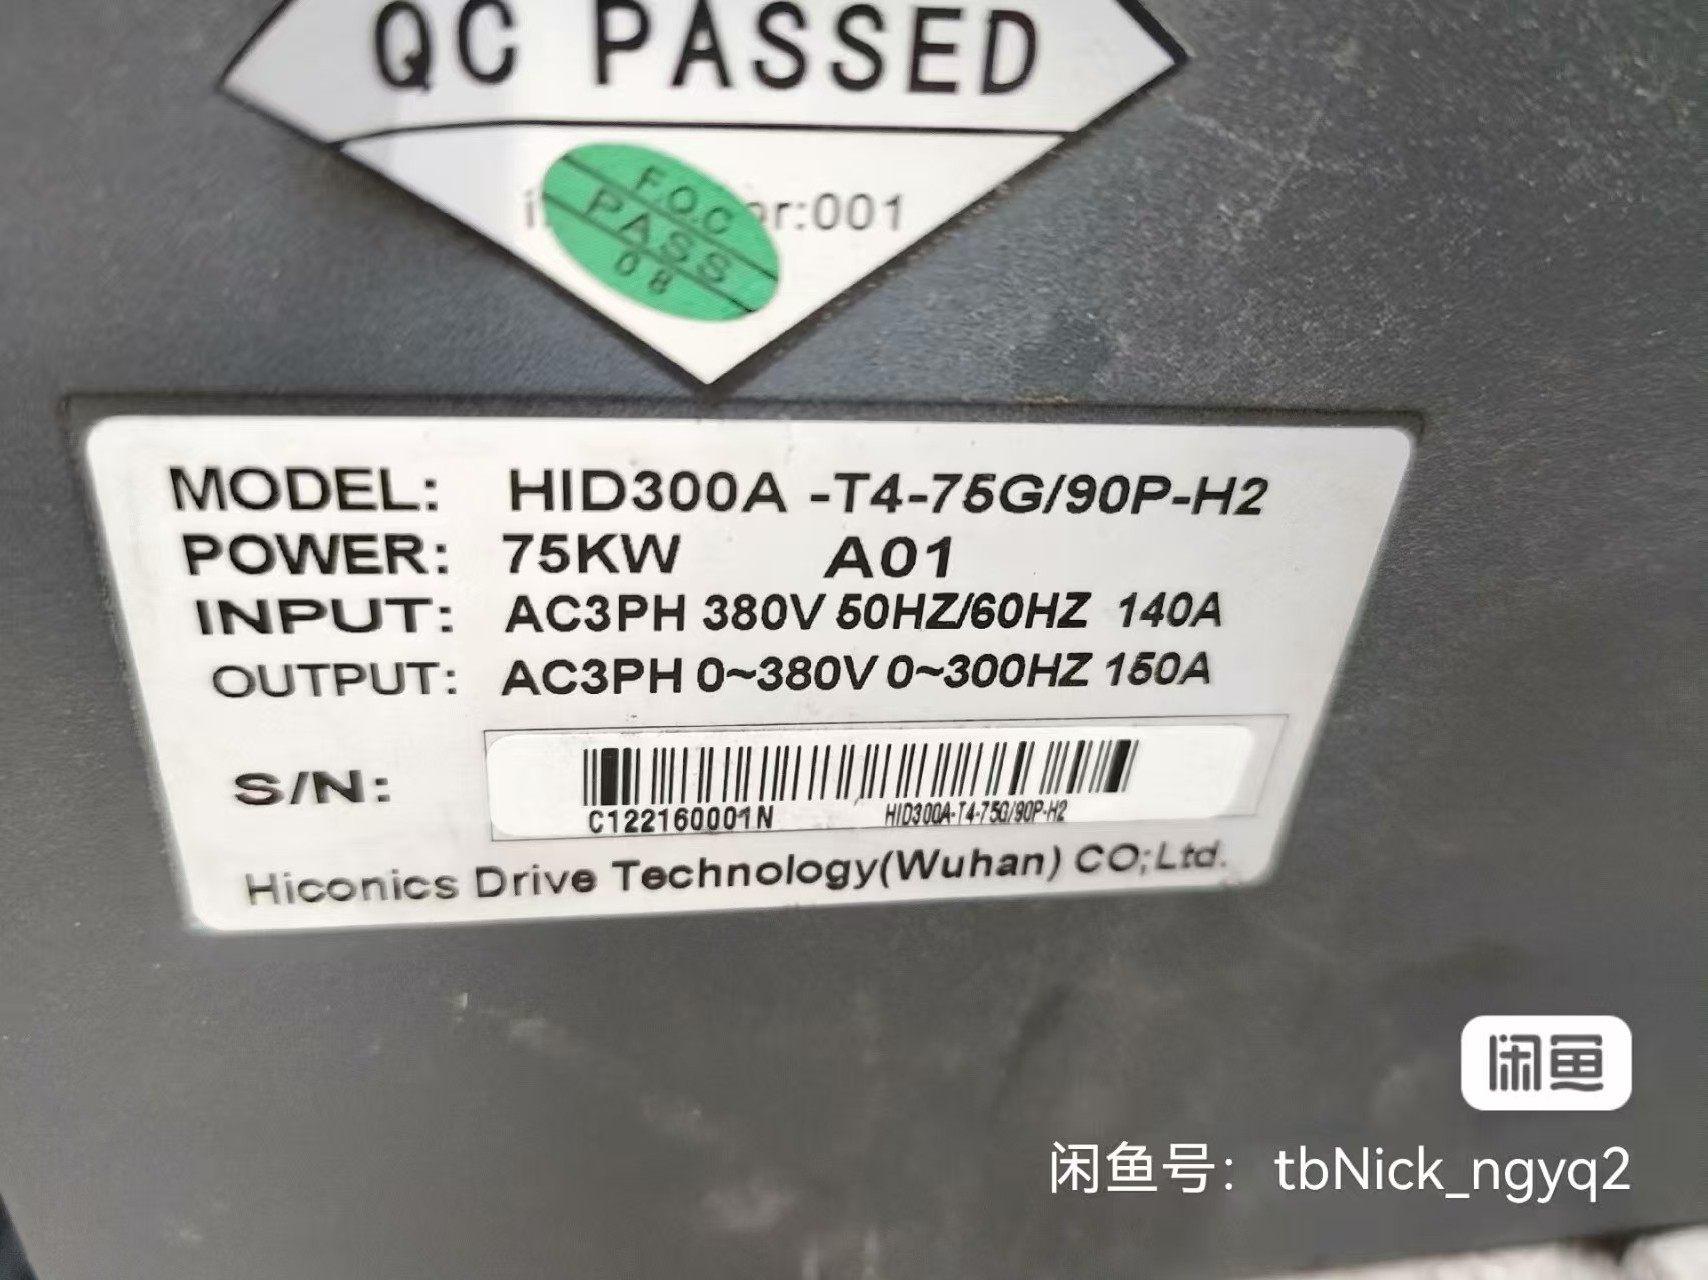 QC PASSED
F.Q.C
PASS
08
r:001
MODEL: HID300A -T4-75G/90P-H2
POWER: 75KW A01
INPUT: AC3PH 380V 50HZ/60HZ 140A
OUTPUT: AC3PH 0~380V 0~300HZ 150A
S/N:
C122160001N HID300A-T4-75G/90P-H2
Hiconics Drive Technology(Wuhan) CO;Ltd.
闲鱼
闲鱼号：tbNick_ngyq2